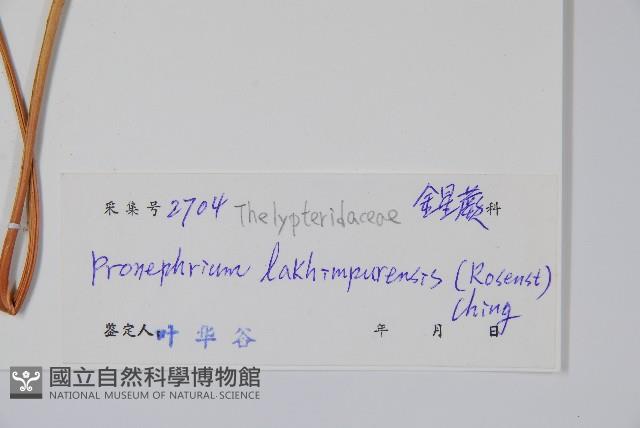 采集号 2704 Thelypteridaceae 金星蕨科
Pronephrium lakhimpurensis (Rosenst)
Ching
鉴定人: 叶华谷 年 月 日
國立自然科學博物館
NATIONAL MUSEUM OF NATURAL SCIENCE